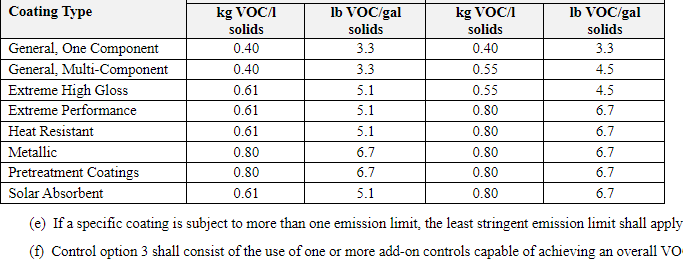 Coating Type kg VOC/l solids lb VOC/gal solids kg VOC/l solids lb VOC/gal solids
General, One Component 0.40 3.3 0.40 3.3
General, Multi-Component 0.40 3.3 0.55 4.5
Extreme High Gloss 0.61 5.1 0.55 4.5
Extreme Performance 0.61 5.1 0.80 6.7
Heat Resistant 0.61 5.1 0.80 6.7
Metallic 0.80 6.7 0.80 6.7
Pretreatment Coatings 0.80 6.7 0.80 6.7
Solar Absorbent 0.61 5.1 0.80 6.7
(e) If a specific coating is subject to more than one emission limit, the least stringent emission limit shall apply
(f) Control option 3 shall consist of the use of one or more add-on controls capable of achieving an overall VO